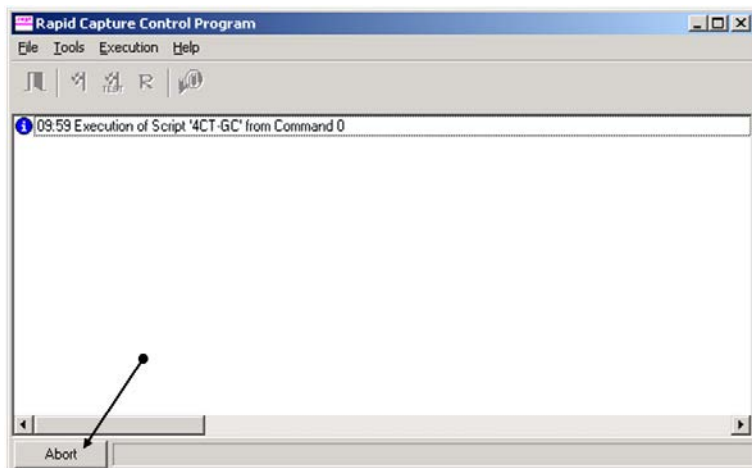 Rapid Capture Control Program
File Tools Execution Help
TEST R
09:59 Execution of Script '4CT-GC' from Command 0
Abort